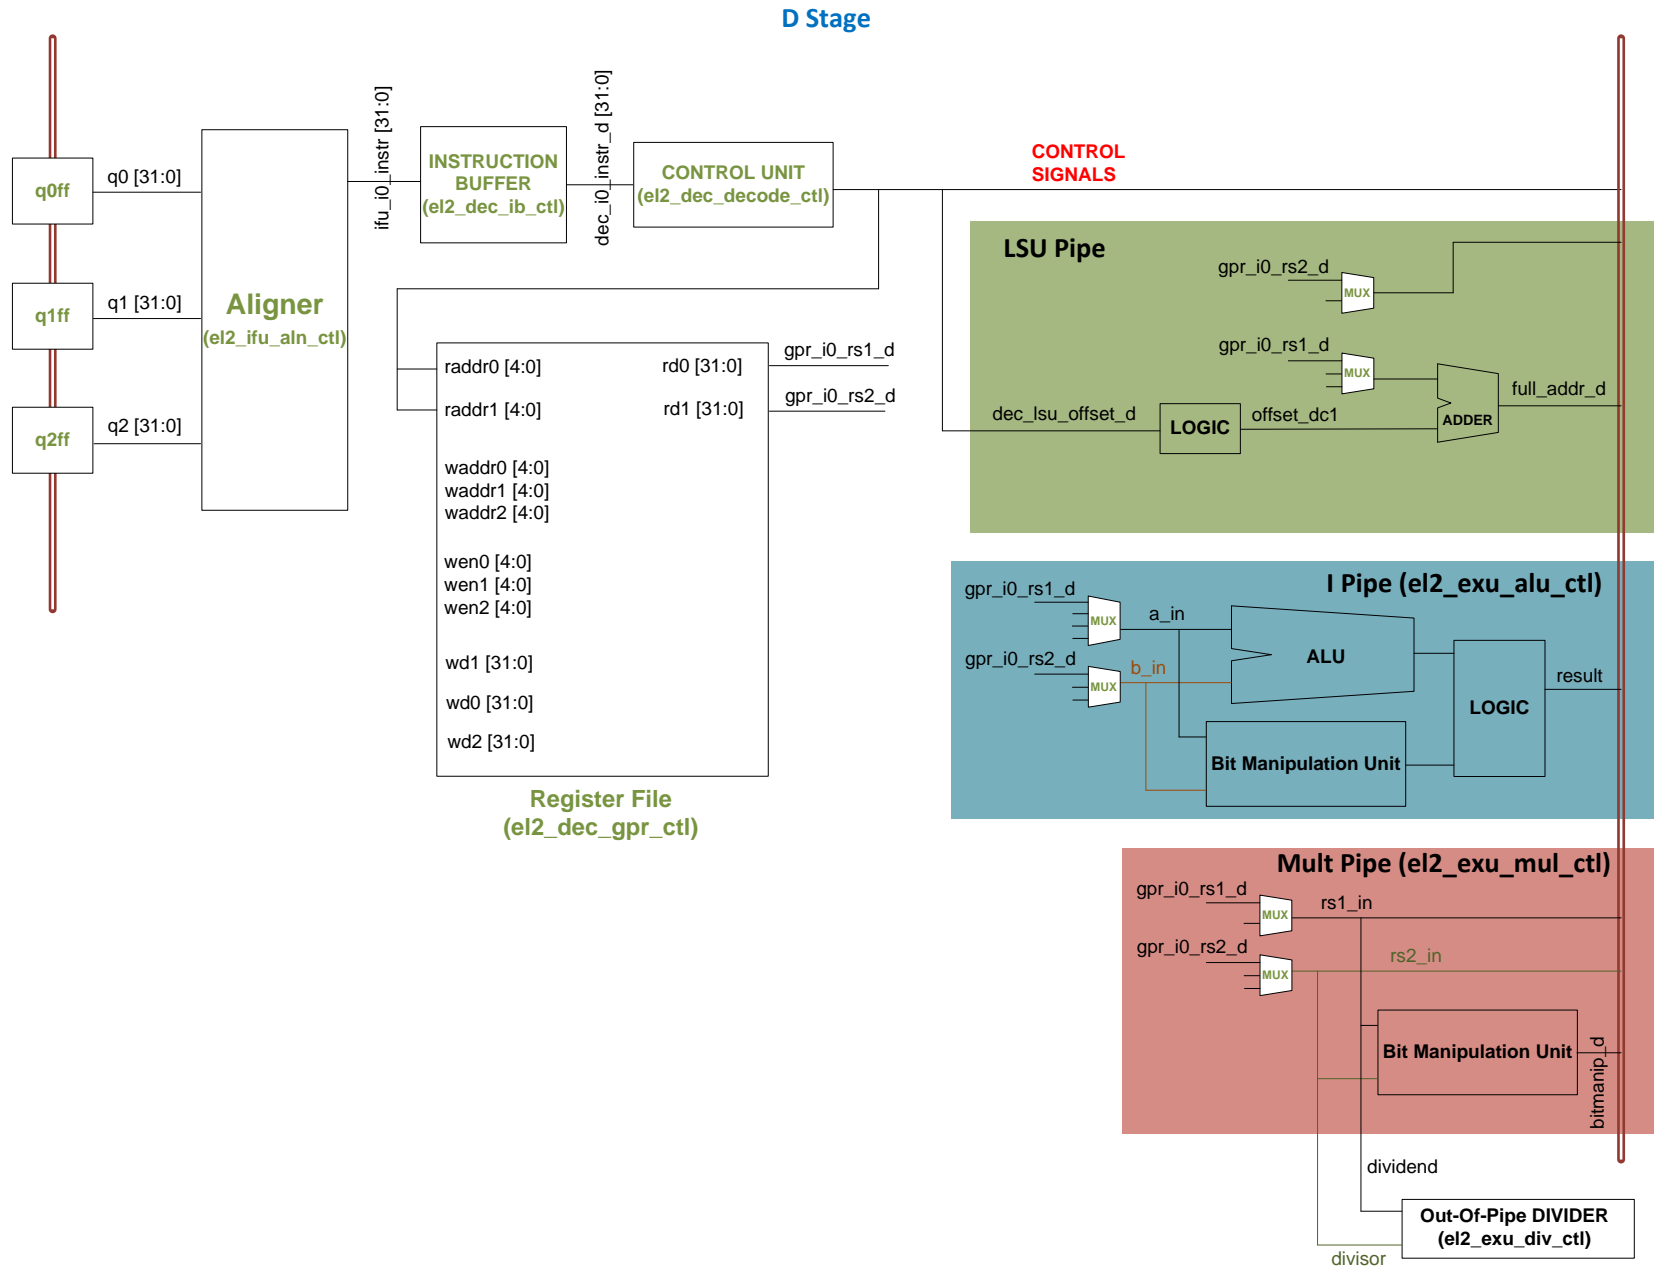 D Stage
q0ff
q0 [31:0]
q1ff
q1 [31:0]
q2ff
q2 [31:0]
Aligner
(el2_ifu_aln_ctl)
ifu_i0_instr [31:0]
INSTRUCTION
BUFFER
(el2_dec_ib_ctl)
dec_i0_instr_d [31:0]
CONTROL UNIT
(el2_dec_decode_ctl)
CONTROL
SIGNALS
raddr0 [4:0]
raddr1 [4:0]
rd0 [31:0]
rd1 [31:0]
gpr_i0_rs1_d
gpr_i0_rs2_d
waddr0 [4:0]
waddr1 [4:0]
waddr2 [4:0]
wen0 [4:0]
wen1 [4:0]
wen2 [4:0]
wd1 [31:0]
wd0 [31:0]
wd2 [31:0]
Register File
(el2_dec_gpr_ctl)
LSU Pipe
gpr_i0_rs2_d
MUX
gpr_i0_rs1_d
MUX
dec_lsu_offset_d
LOGIC
offset_dc1
ADDER
full_addr_d
I Pipe (el2_exu_alu_ctl)
gpr_i0_rs1_d
MUX
a_in
gpr_i0_rs2_d
MUX
b_in
ALU
Bit Manipulation Unit
LOGIC
result
Mult Pipe (el2_exu_mul_ctl)
gpr_i0_rs1_d
MUX
rs1_in
gpr_i0_rs2_d
MUX
rs2_in
Bit Manipulation Unit
bitmanip_d
dividend
divisor
Out-Of-Pipe DIVIDER
(el2_exu_div_ctl)